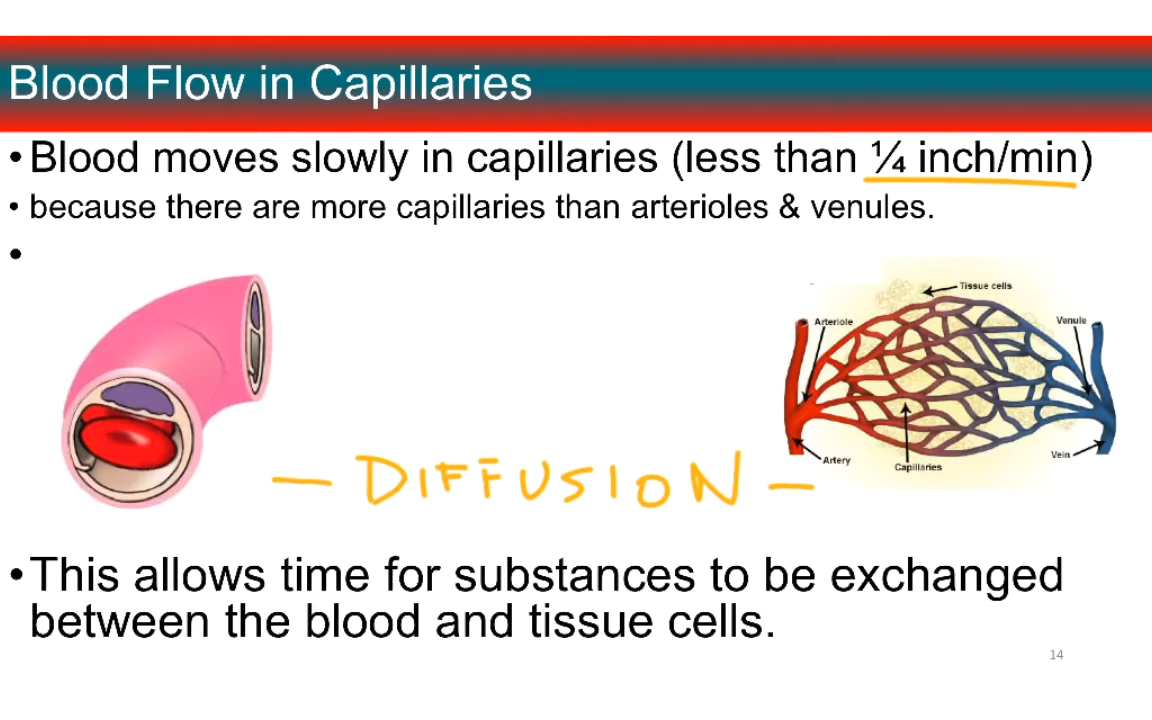 Blood Flow in Capillaries
• Blood moves slowly in capillaries (less than ¼ inch/min)
• because there are more capillaries than arterioles & venules.
•
Tissue cells
Arteriole
Venule
Artery
Capillaries
Vein
— DIFFUSION —
• This allows time for substances to be exchanged
between the blood and tissue cells.
14